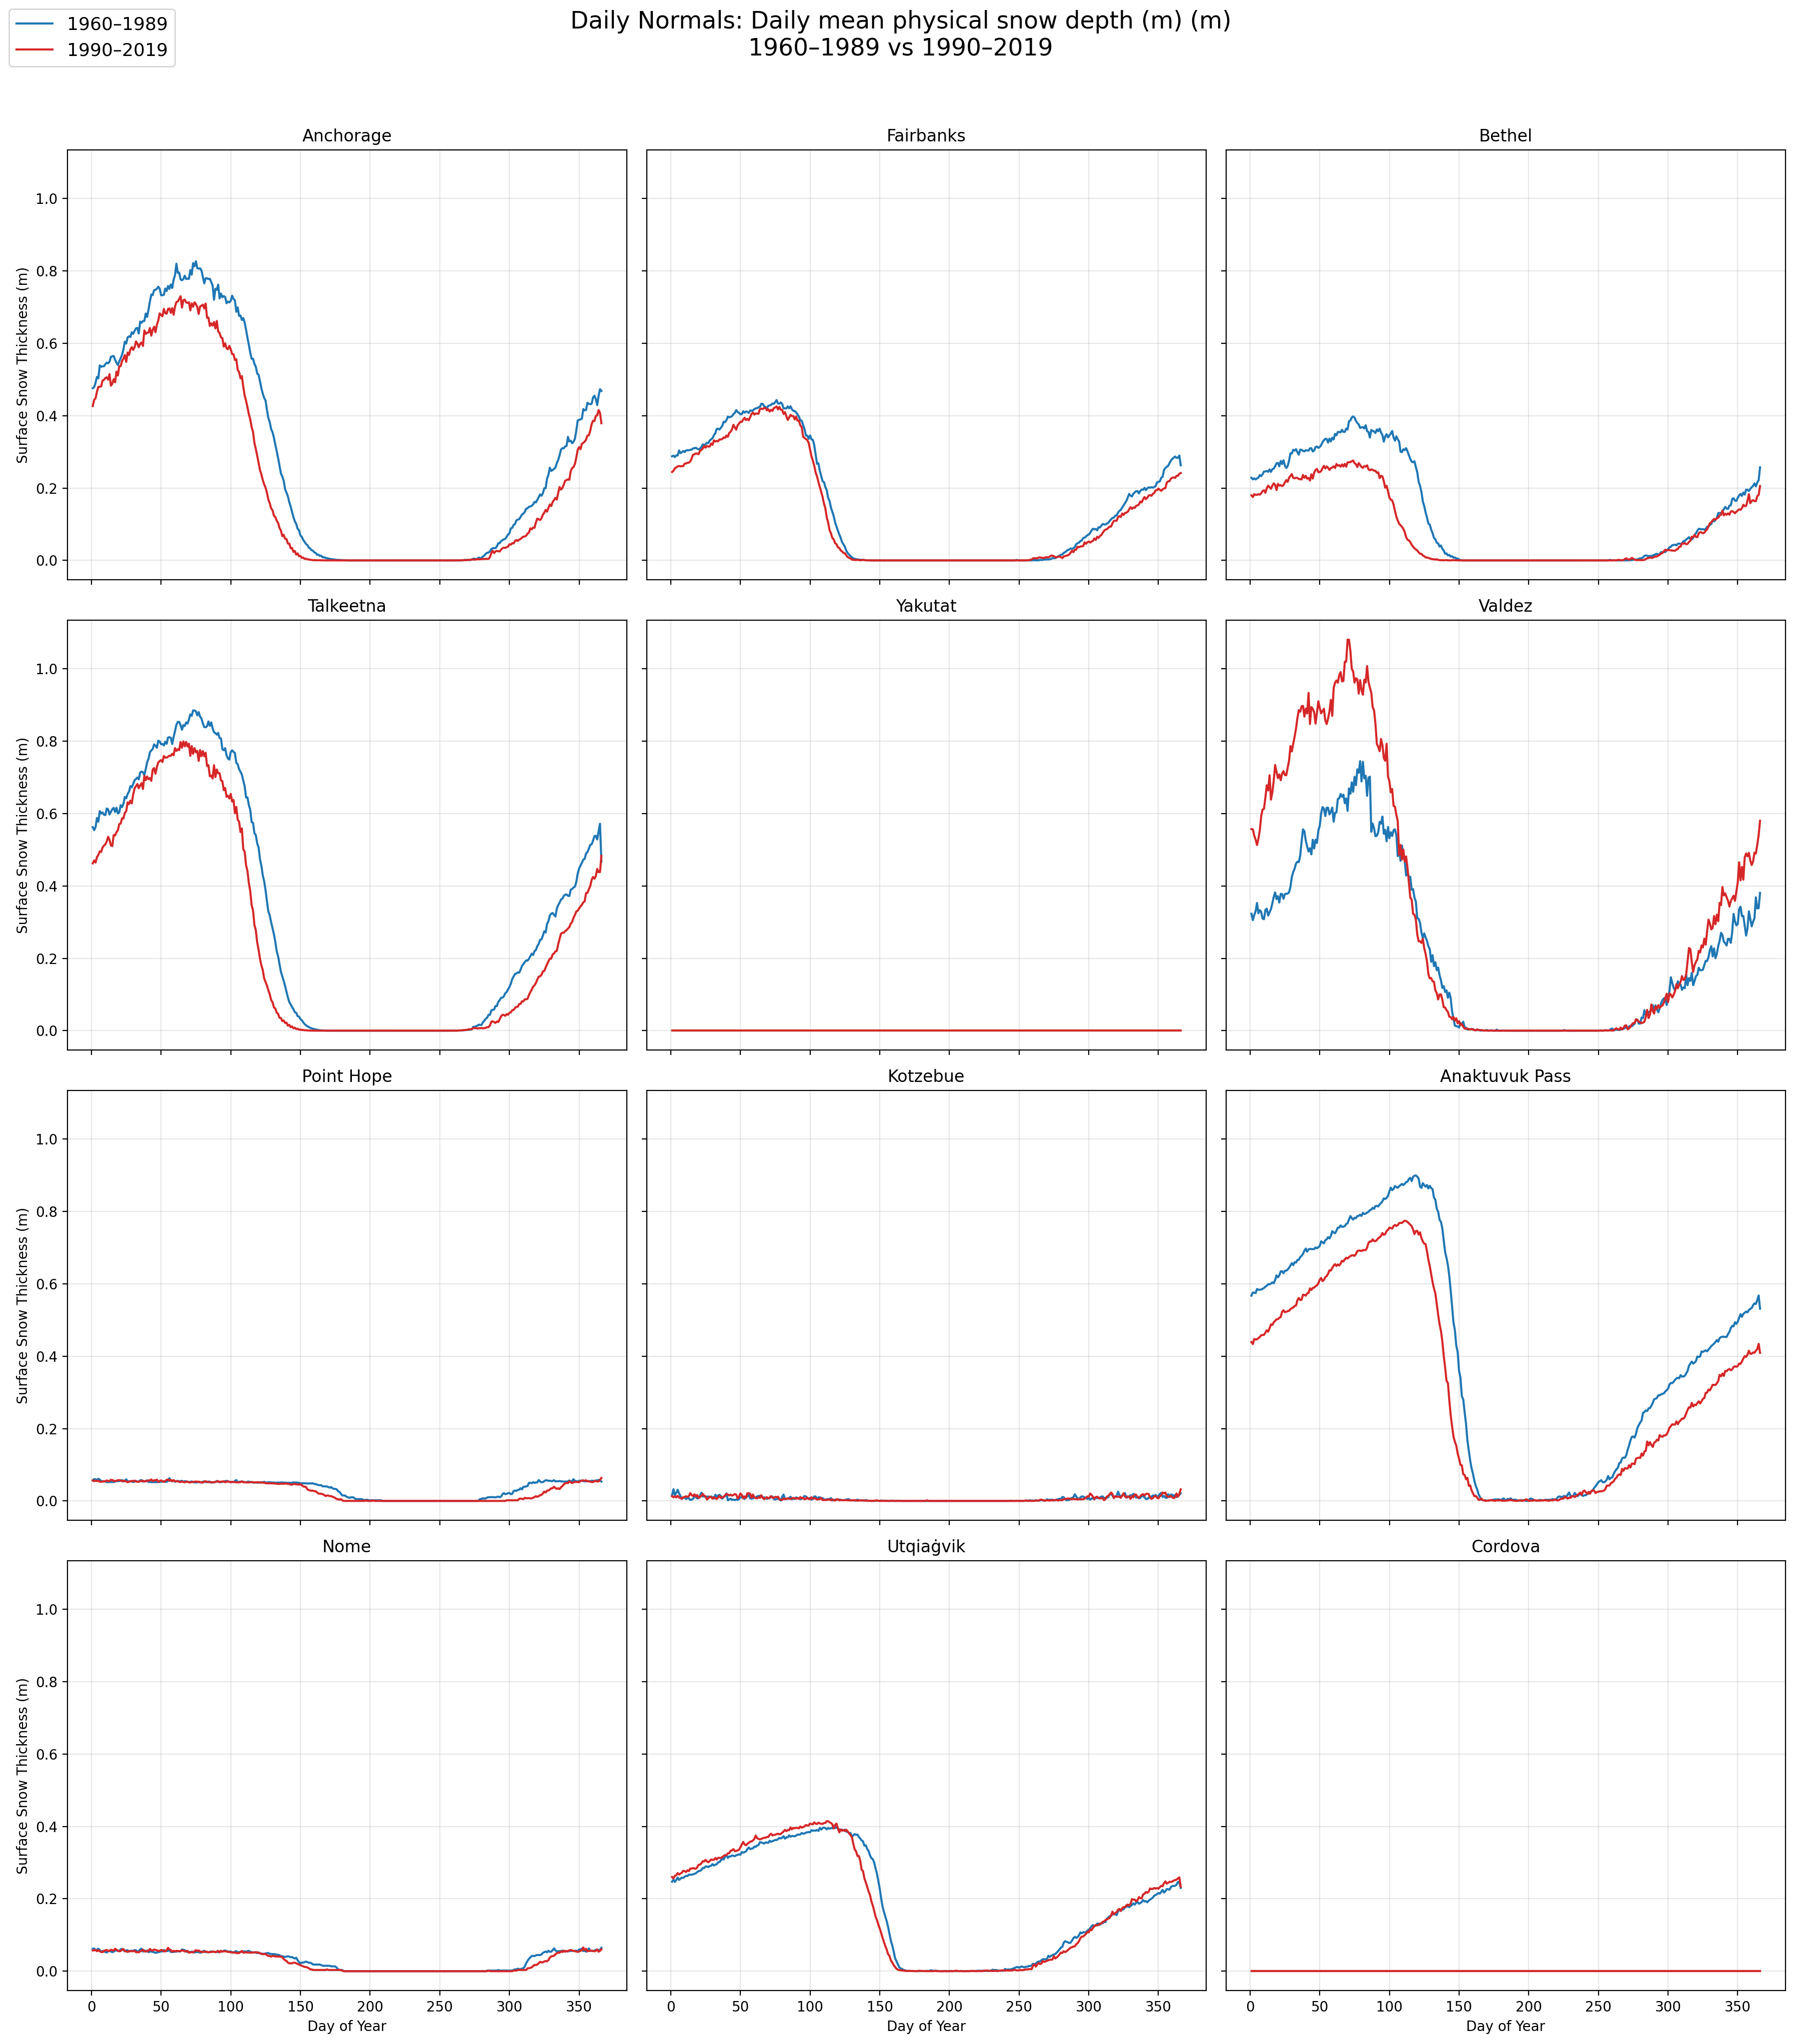 1960–1989
1990–2019
Daily Normals: Daily mean physical snow depth (m) (m)
1960–1989 vs 1990–2019
Anchorage
Fairbanks
Bethel
Surface Snow Thickness (m)
1.0
0.8
0.6
0.4
0.2
0.0
Talkeetna
Yakutat
Valdez
Surface Snow Thickness (m)
1.0
0.8
0.6
0.4
0.2
0.0
Point Hope
Kotzebue
Anaktuvuk Pass
Surface Snow Thickness (m)
1.0
0.8
0.6
0.4
0.2
0.0
Nome
Utqiaġvik
Cordova
Surface Snow Thickness (m)
1.0
0.8
0.6
0.4
0.2
0.0
0 50 100 150 200 250 300 350
0 50 100 150 200 250 300 350
0 50 100 150 200 250 300 350
Day of Year
Day of Year
Day of Year